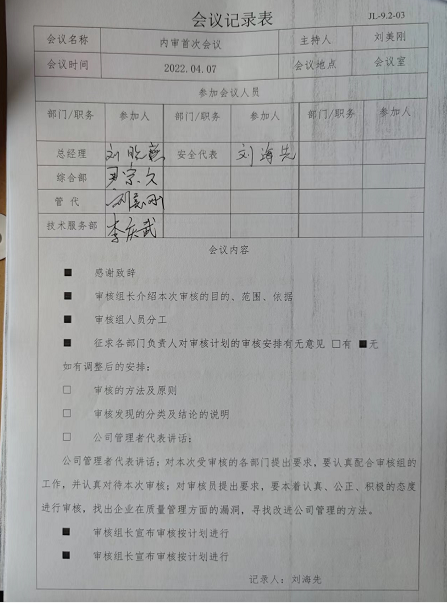 会议记录表
JL-9.2-03
会议名称 内审首次会议 主持人 刘美刚
会议时间 2022.04.07 会议地点 会议室
参加会议人员
部门/职务 参加人 部门/职务 参加人 部门/职务 参加人
总经理 刘晓燕 安全代表 刘海先
综合部 宗久
管 代 刘美刚
技术服务部 李庆武
会议内容
■ 感谢致辞
■ 审核组长介绍本次审核的目的、范围、依据
■ 审核组人员分工
■ 征求各部门负责人对审核计划的审核安排有无意见 □有 ■无
如有调整后的安排:
□ 审核的方法及原则
□ 审核发现的分类及结论的说明
□ 公司管理者代表讲话:
公司管理者代表讲话:对本次受审核的各部门提出要求,要认真配合审核组的
工作,并认真对待本次审核;对审核员提出要求,要本着认真、公正、积极的态度
进行审核,找出企业在质量管理方面的漏洞,寻找改进公司管理的方法。
■ 审核组长宣布审核按计划进行
■ 审核组长宣布审核按计划进行
记录人:刘海先